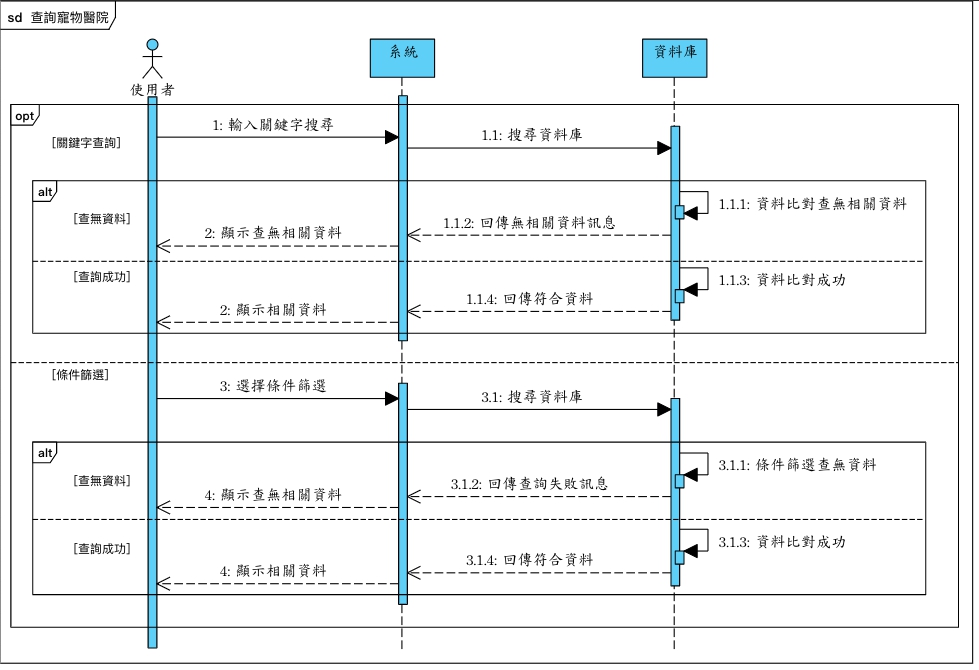 sd 查詢寵物醫院
使用者
系統
資料庫
opt
[關鍵字查詢]
1: 輸入關鍵字搜尋
1.1: 搜尋資料庫
alt
[查無資料]
1.1.1: 資料比對查無相關資料
1.1.2: 回傳無相關資料訊息
2: 顯示查無相關資料
[查詢成功]
1.1.3: 資料比對成功
1.1.4: 回傳符合資料
2: 顯示相關資料
[條件篩選]
3: 選擇條件篩選
3.1: 搜尋資料庫
alt
[查無資料]
3.1.1: 條件篩選查無資料
3.1.2: 回傳查詢失敗訊息
4: 顯示查無相關資料
[查詢成功]
3.1.3: 資料比對成功
3.1.4: 回傳符合資料
4: 顯示相關資料